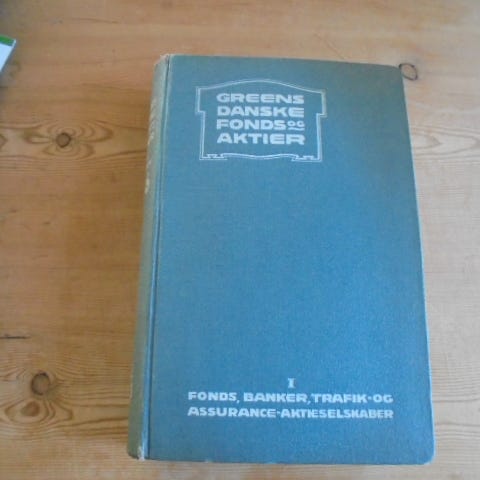 GREENS
DANSKE
FONDS OG
AKTIER
I
FONDS, BANKER, TRAFIK-OG
ASSURANCE-AKTIESELSKABER